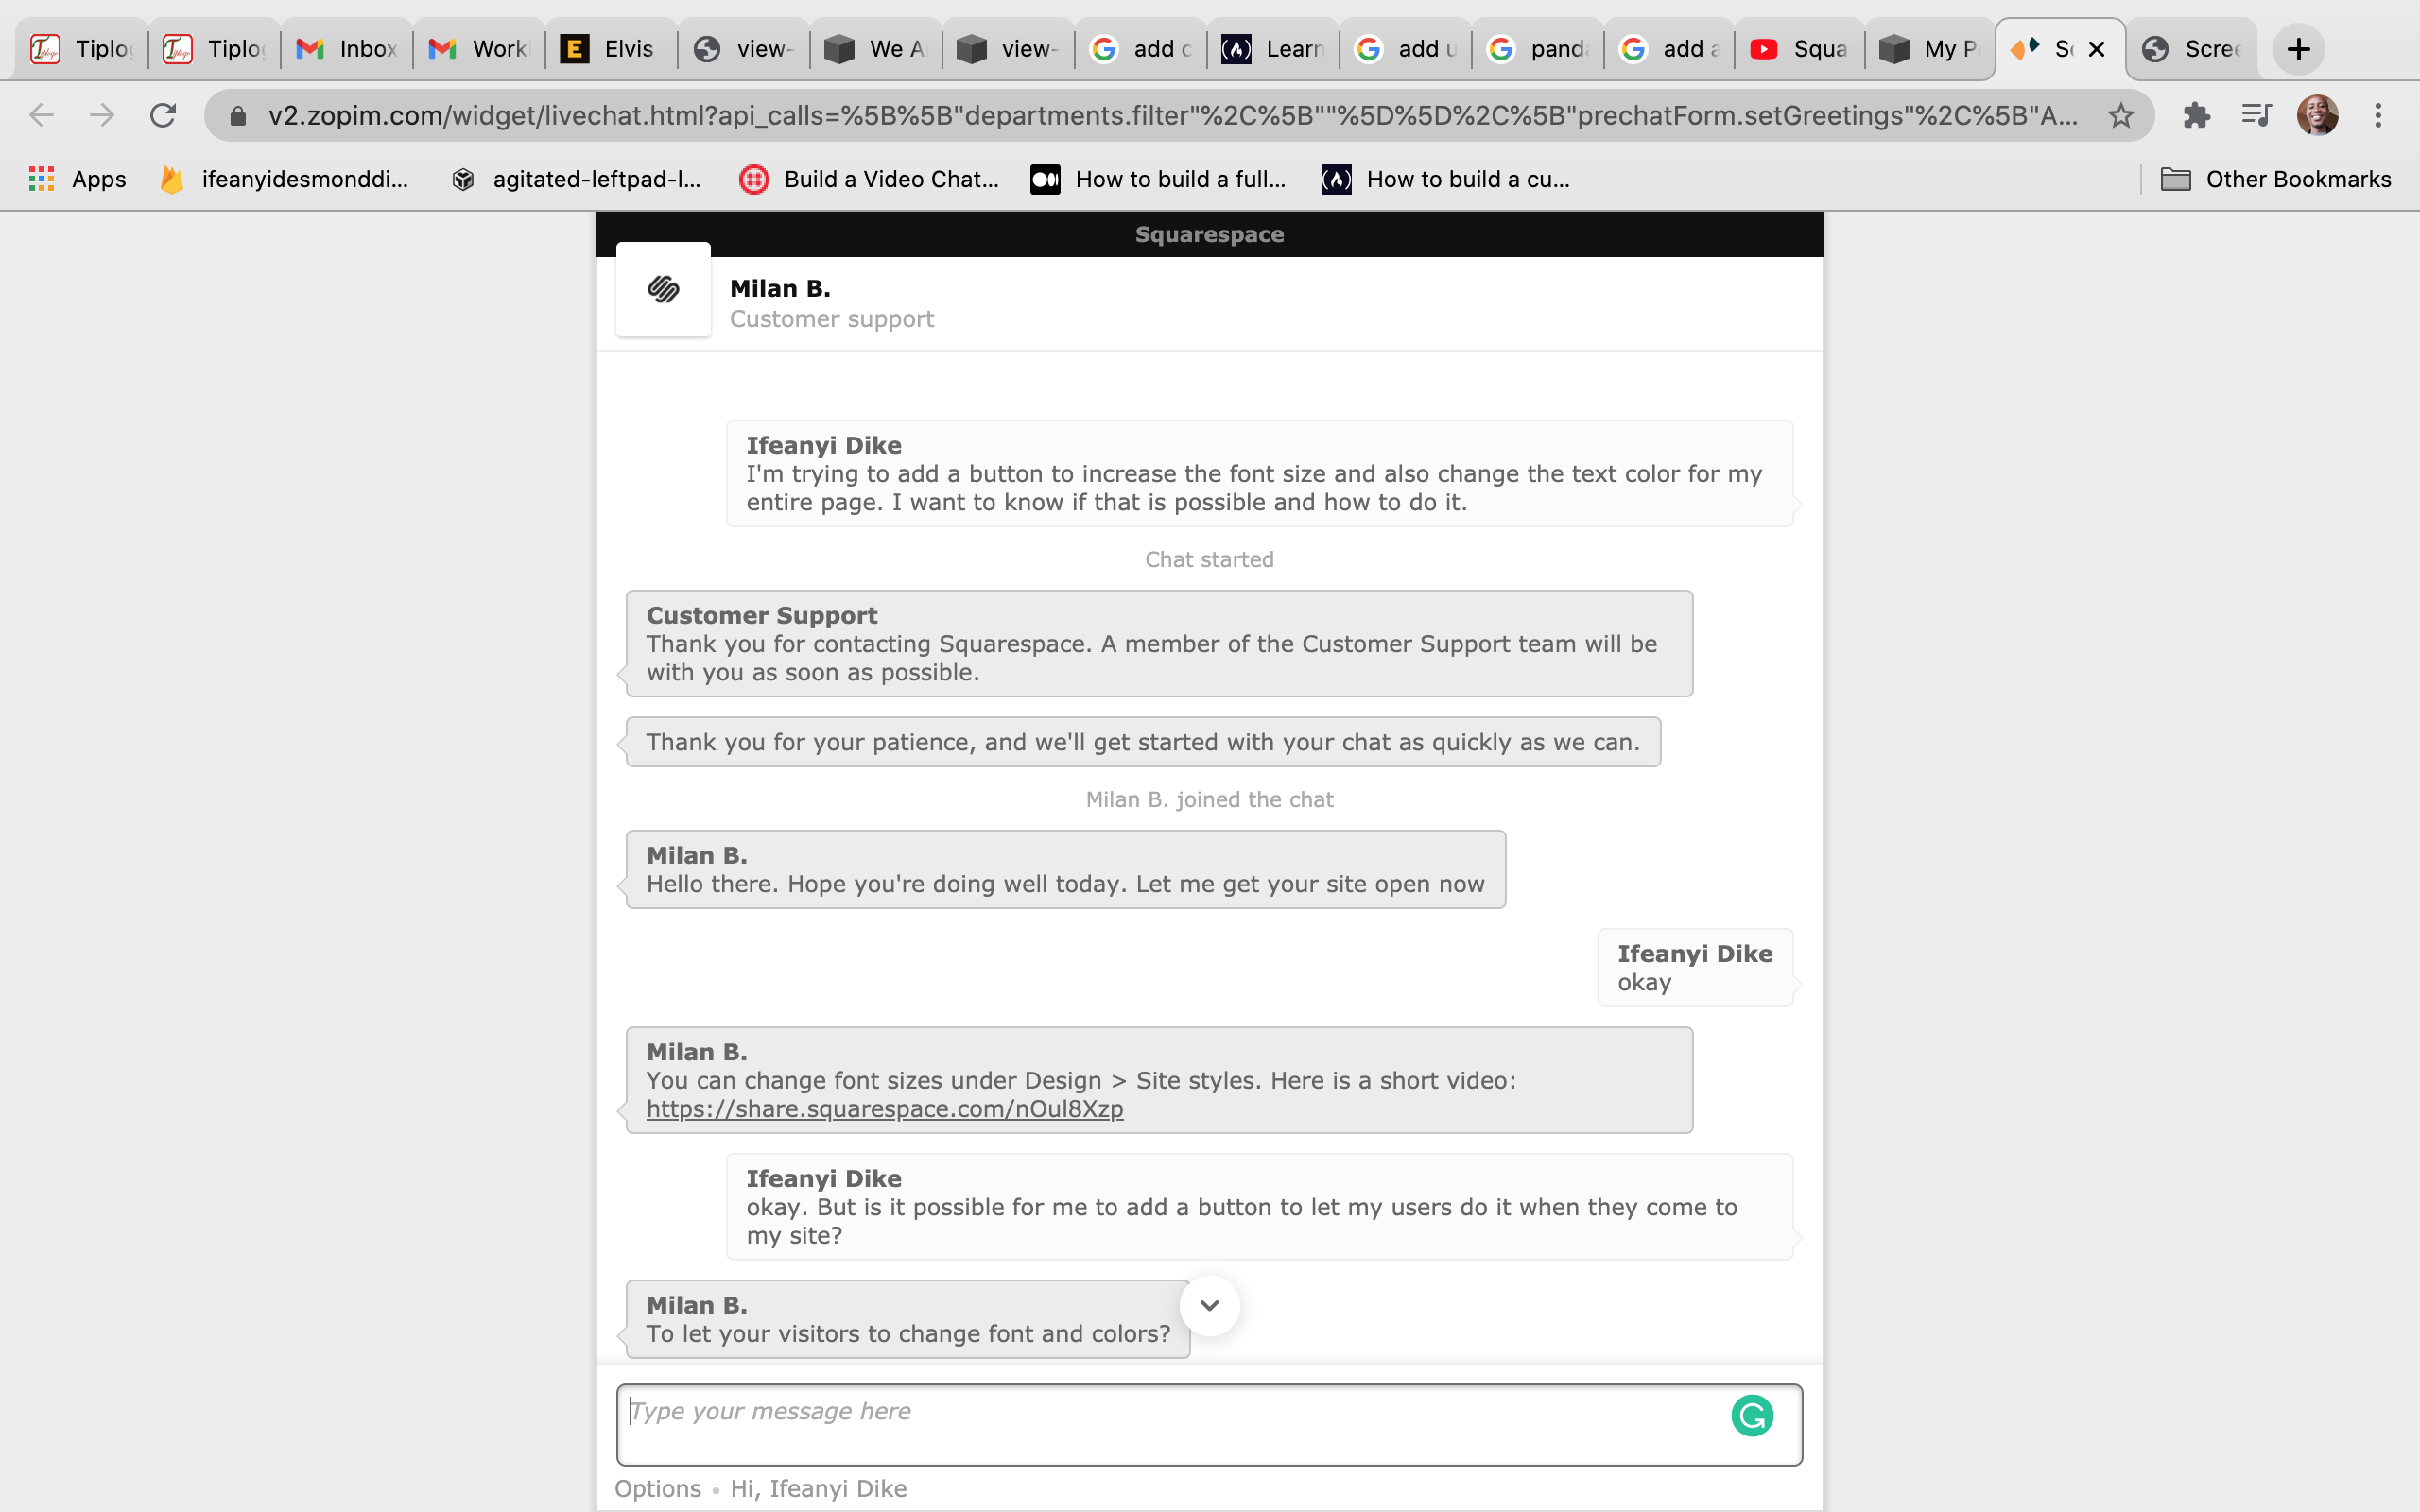 Tiplo
Tiplo
Inbox
Work
Elvis
view-
We A
view-
add c
Learn
add u
pand
add a
Squa
My P
S
Scree
v2.zopim.com/widget/livechat.html?api_calls=%5B%5B"departments.filter"%2C%5B""%5D%5D%2C%5B"prechatForm.setGreetings"%2C%5B"A...
Apps
ifeanyidesmonddi...
agitated-leftpad-l...
Build a Video Chat...
How to build a full...
How to build a cu...
Other Bookmarks
Squarespace
Milan B.
Customer support
Ifeanyi Dike
I'm trying to add a button to increase the font size and also change the text color for my
entire page. I want to know if that is possible and how to do it.
Chat started
Customer Support
Thank you for contacting Squarespace. A member of the Customer Support team will be
with you as soon as possible.
Thank you for your patience, and we'll get started with your chat as quickly as we can.
Milan B. joined the chat
Milan B.
Hello there. Hope you're doing well today. Let me get your site open now
Ifeanyi Dike
okay
Milan B.
You can change font sizes under Design > Site styles. Here is a short video:
https://share.squarespace.com/nOul8Xzp
Ifeanyi Dike
okay. But is it possible for me to add a button to let my users do it when they come to
my site?
Milan B.
To let your visitors to change font and colors?
Type your message here
Options • Hi, Ifeanyi Dike